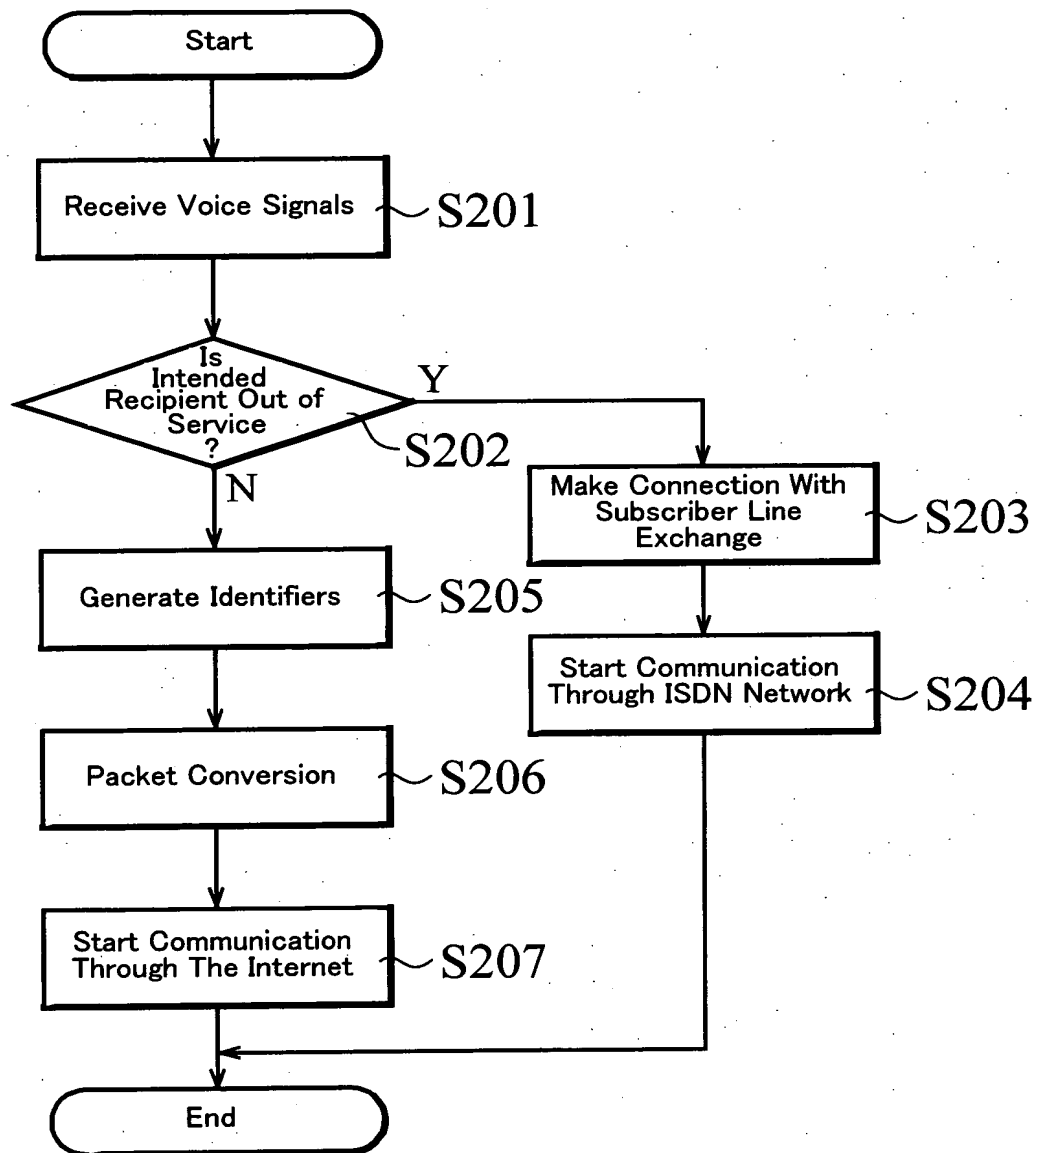 Start
Receive Voice Signals
S201
Is
Intended
Recipient Out of
Service
?
Y
S202
N
Make Connection With
Subscriber Line
Exchange
S203
Generate Identifiers
S205
Start Communication
Through ISDN Network
S204
Packet Conversion
S206
Start Communication
Through The Internet
S207
End